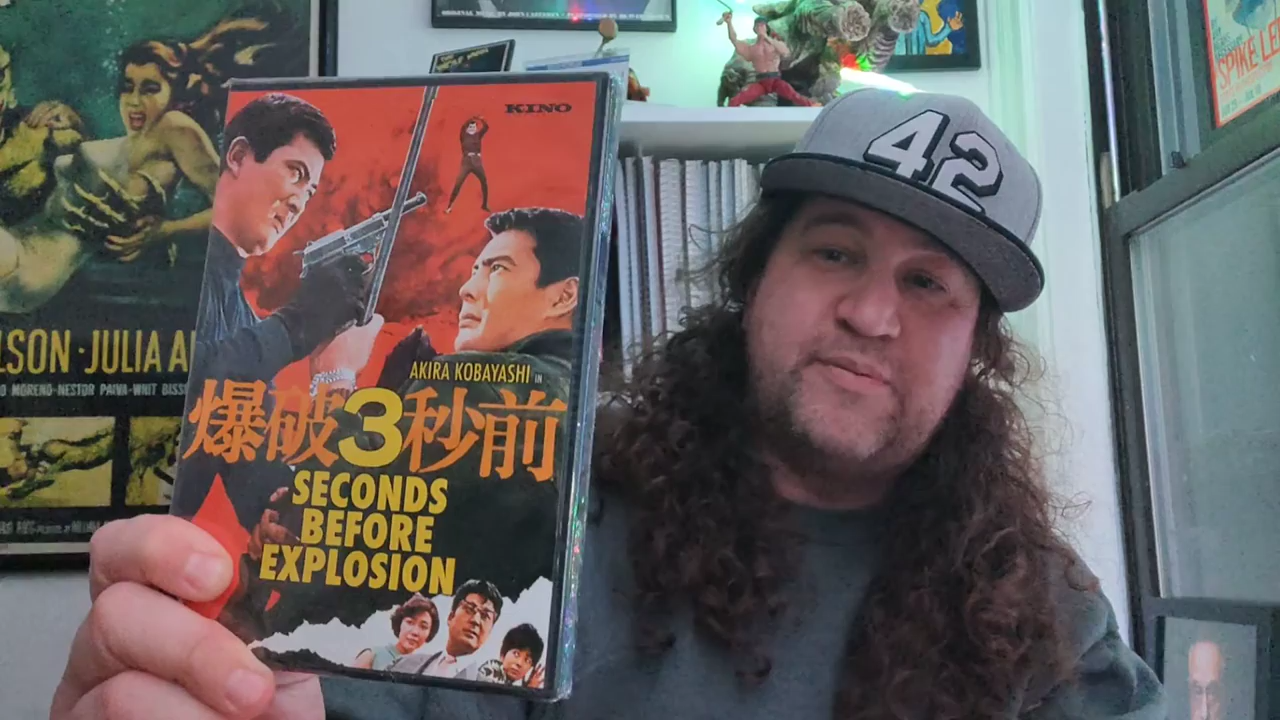 KINO
AKIRA KOBAYASHI IN
爆破3秒前
SECONDS
BEFORE
EXPLOSION
42
LSON · JULIA A
MORENO · NESTOR PAIVA · WHIT BISS
SPIKE LE